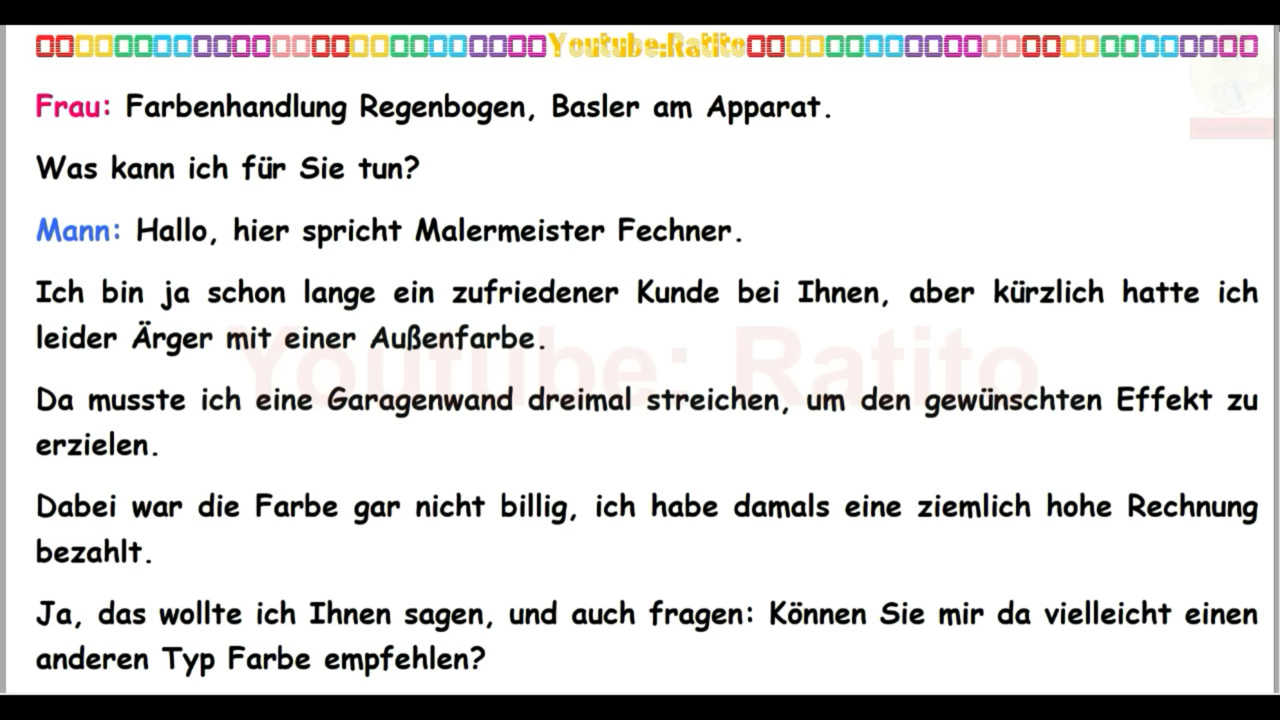 Youtube:Ratito
Frau: Farbenhandlung Regenbogen, Basler am Apparat.
Was kann ich für Sie tun?
Mann: Hallo, hier spricht Malermeister Fechner.
Ich bin ja schon lange ein zufriedener Kunde bei Ihnen, aber kürzlich hatte ich
leider Ärger mit einer Außenfarbe.
Youtube: Ratito
Da musste ich eine Garagenwand dreimal streichen, um den gewünschten Effekt zu
erzielen.
Dabei war die Farbe gar nicht billig, ich habe damals eine ziemlich hohe Rechnung
bezahlt.
Ja, das wollte ich Ihnen sagen, und auch fragen: Können Sie mir da vielleicht einen
anderen Typ Farbe empfehlen?